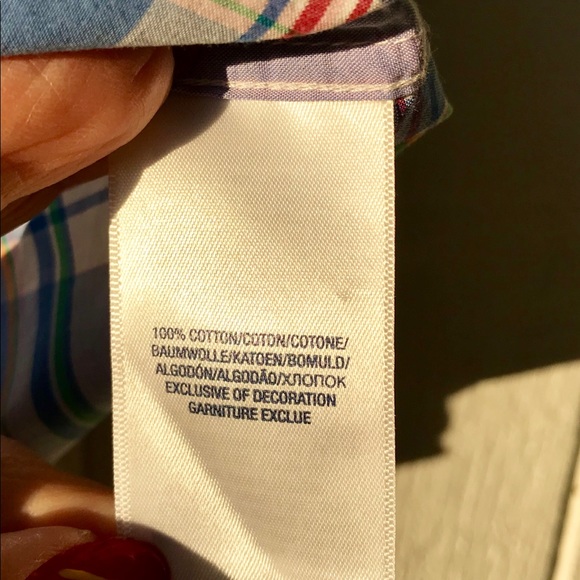 100% COTTON/COTON/COTONE/
BAUMWOLLE/KATOEN/BOMULD/
ALGODÓN/ALGODÃO/ХЛОПОК
EXCLUSIVE OF DECORATION
GARNITURE EXCLUE